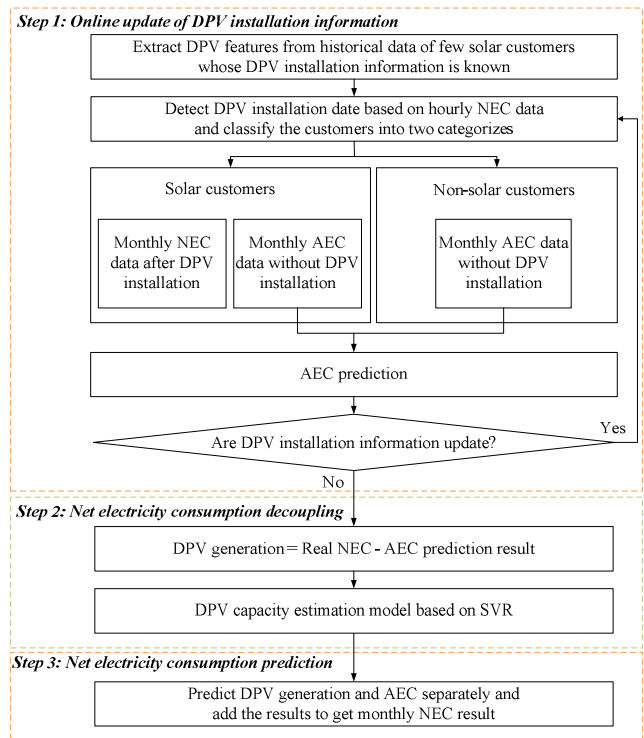 Step 1: Online update of DPV installation information
Extract DPV features from historical data of few solar customers
whose DPV installation information is known
Detect DPV installation date based on hourly NEC data
and classify the customers into two categorizes
Solar customers
Non-solar customers
Monthly NEC
data after DPV
installation
Monthly AEC
data without DPV
installation
Monthly AEC data
without DPV
installation
AEC prediction
Are DPV installation information update?
Yes
No
Step 2: Net electricity consumption decoupling
DPV generation = Real NEC - AEC prediction result
DPV capacity estimation model based on SVR
Step 3: Net electricity consumption prediction
Predict DPV generation and AEC separately and
add the results to get monthly NEC result